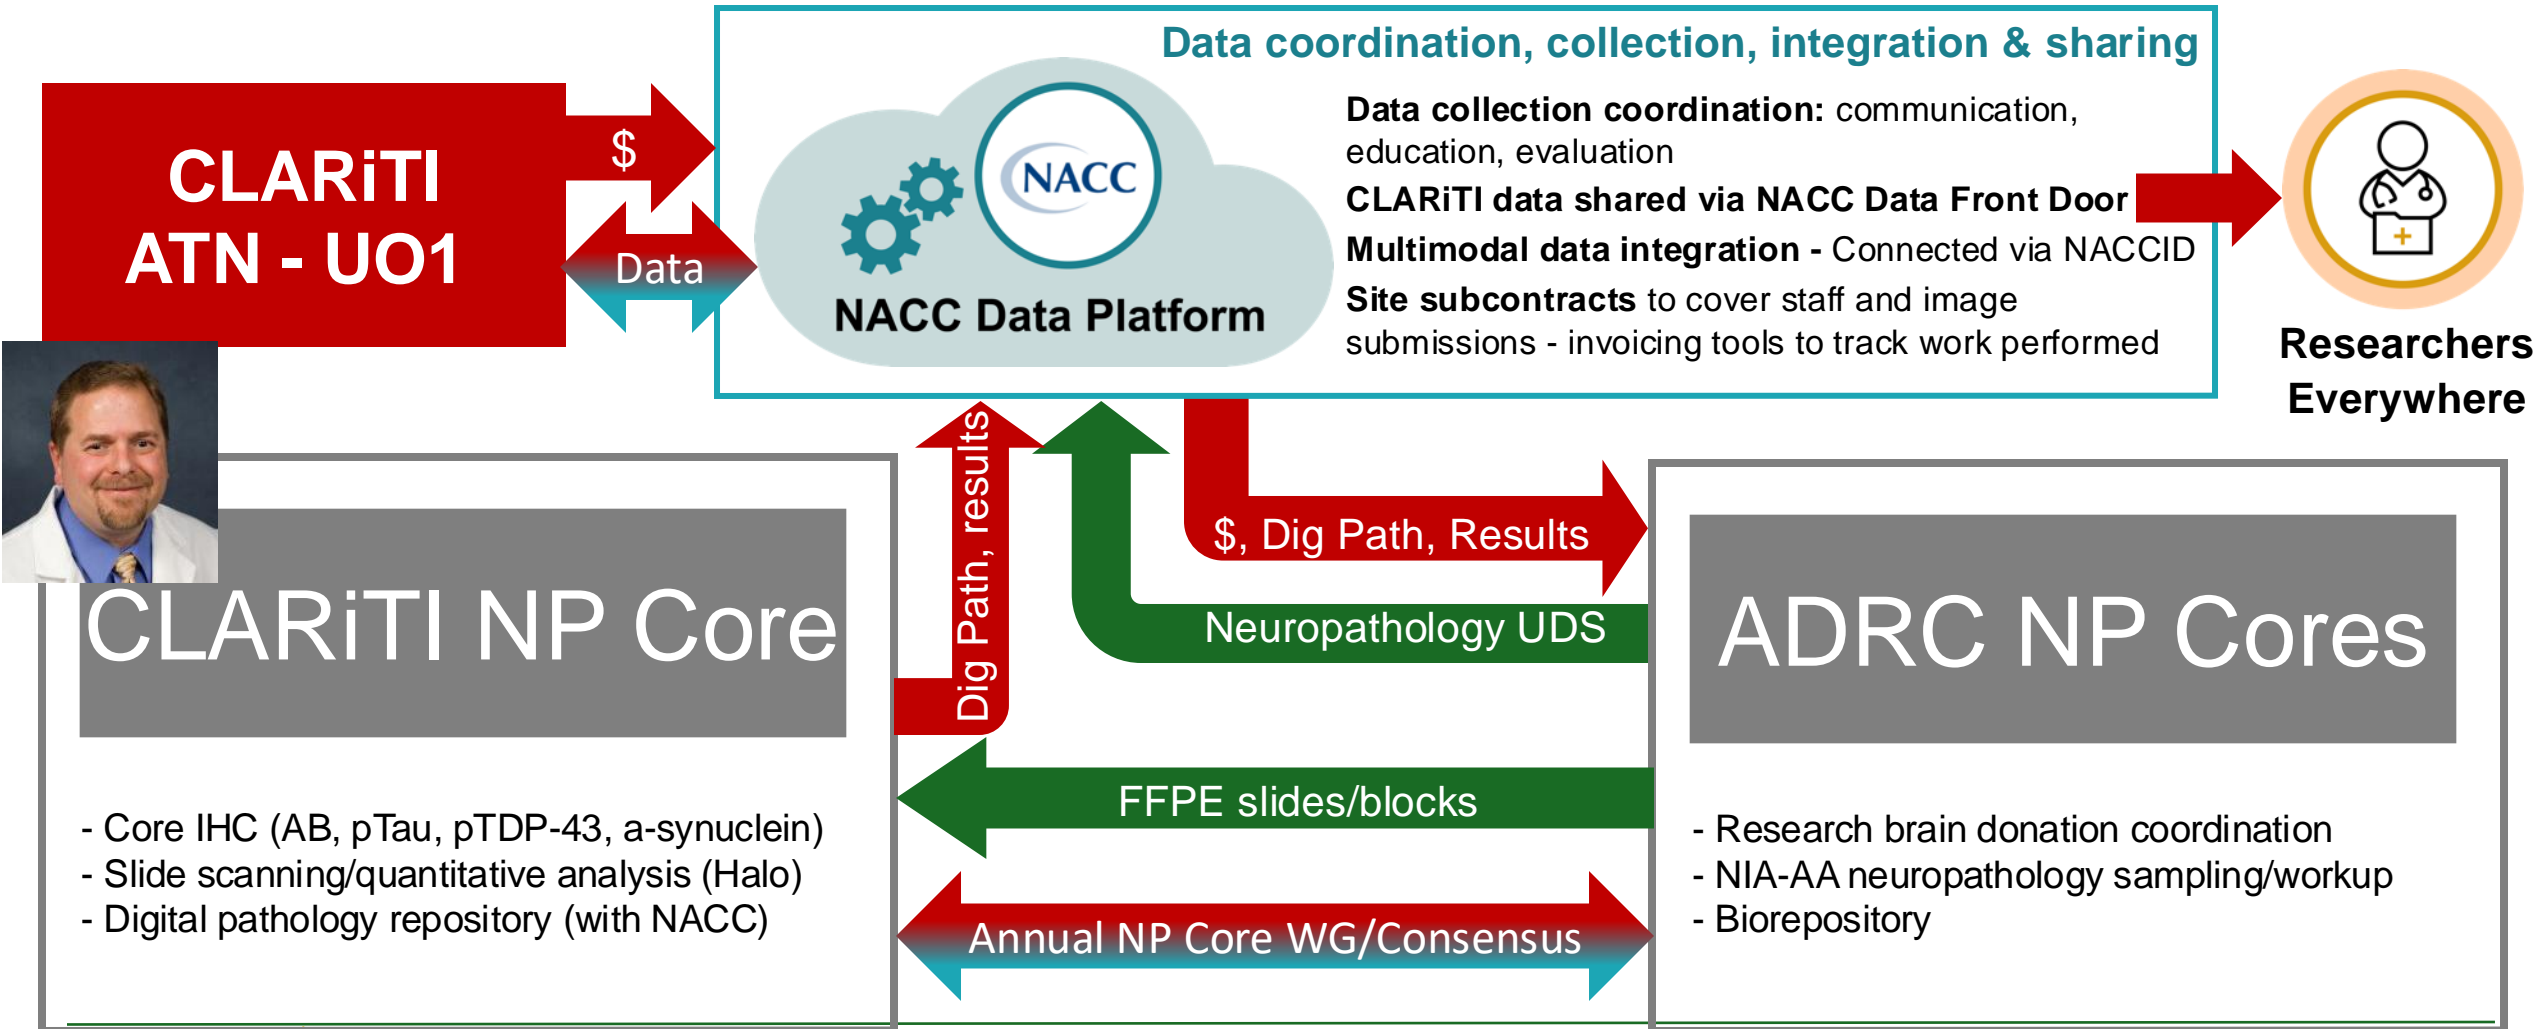 Data coordination, collection, integration & sharing
CLARiTI
ATN - UO1
$
Data
NACC
NACC Data Platform
Data collection coordination: communication,
education, evaluation
CLARiTI data shared via NACC Data Front Door
Multimodal data integration - Connected via NACCID
Site subcontracts to cover staff and image
submissions - invoicing tools to track work performed
Researchers
Everywhere
Dig Path, results
$, Dig Path, Results
Neuropathology UDS
CLARiTI NP Core
ADRC NP Cores
FFPE slides/blocks
Annual NP Core WG/Consensus
- Core IHC (AB, pTau, pTDP-43, a-synuclein)
- Slide scanning/quantitative analysis (Halo)
- Digital pathology repository (with NACC)
- Research brain donation coordination
- NIA-AA neuropathology sampling/workup
- Biorepository